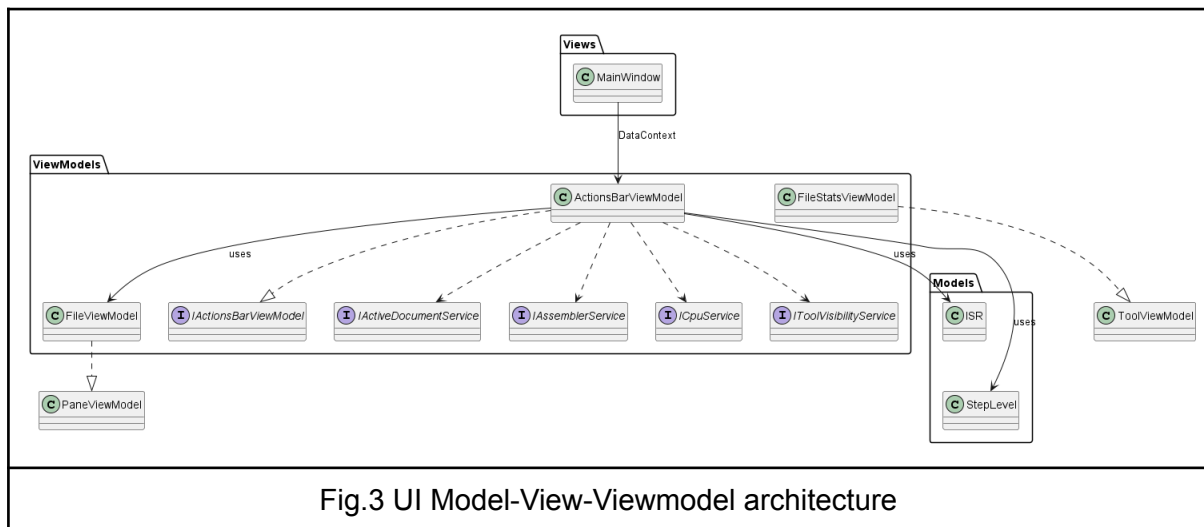 Views
C MainWindow
DataContext
ViewModels
C ActionsBarViewModel
C FileStatsViewModel
uses
uses
Models
C FileViewModel
I IActionsBarViewModel
I IActiveDocumentService
I IAssemblerService
I ICpuService
I IToolVisibilityService
C ISR
uses
C ToolViewModel
C PaneViewModel
C StepLevel
Fig.3 UI Model-View-Viewmodel architecture